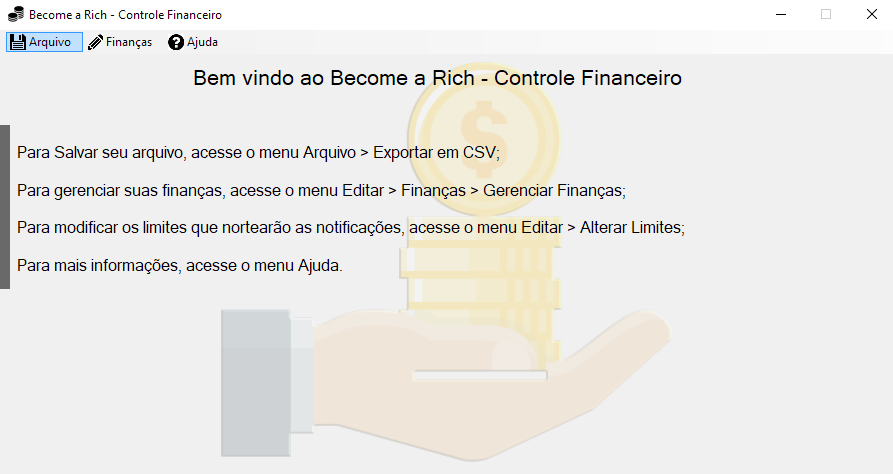 Become a Rich - Controle Financeiro
Arquivo Finanças Ajuda
Bem vindo ao Become a Rich - Controle Financeiro
$
Para Salvar seu arquivo, acesse o menu Arquivo > Exportar em CSV;
Para gerenciar suas finanças, acesse o menu Editar > Finanças > Gerenciar Finanças;
Para modificar os limites que nortearão as notificações, acesse o menu Editar > Alterar Limites;
Para mais informações, acesse o menu Ajuda.